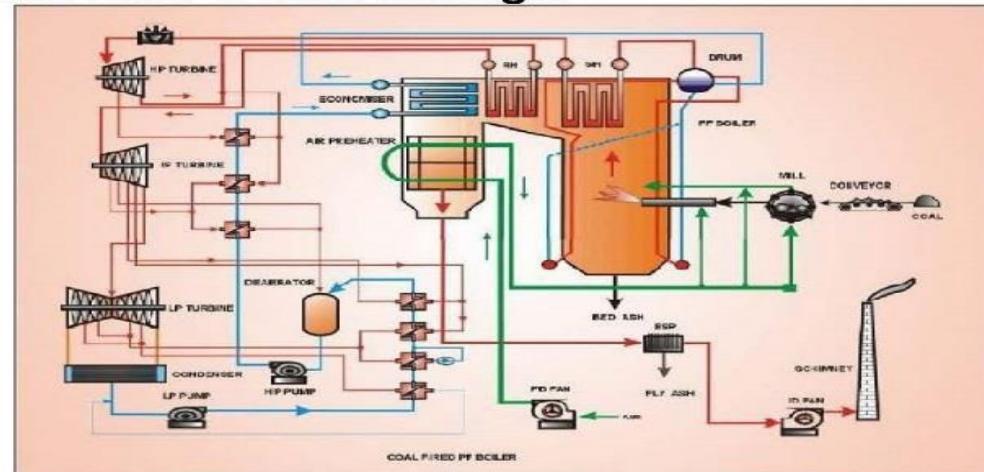 DRUM
HP TURBINE
RH
SH
ECONOMISER
AIR PREHEATER
PF BOILER
IP TURBINE
MILL
CONVEYOR
COAL
DEAERATOR
LP TURBINE
BED ASH
ESP
CONDENSER
HP PUMP
FD FAN
FLY ASH
LP PUMP
ID FAN
COAL FIRED PF BOILER